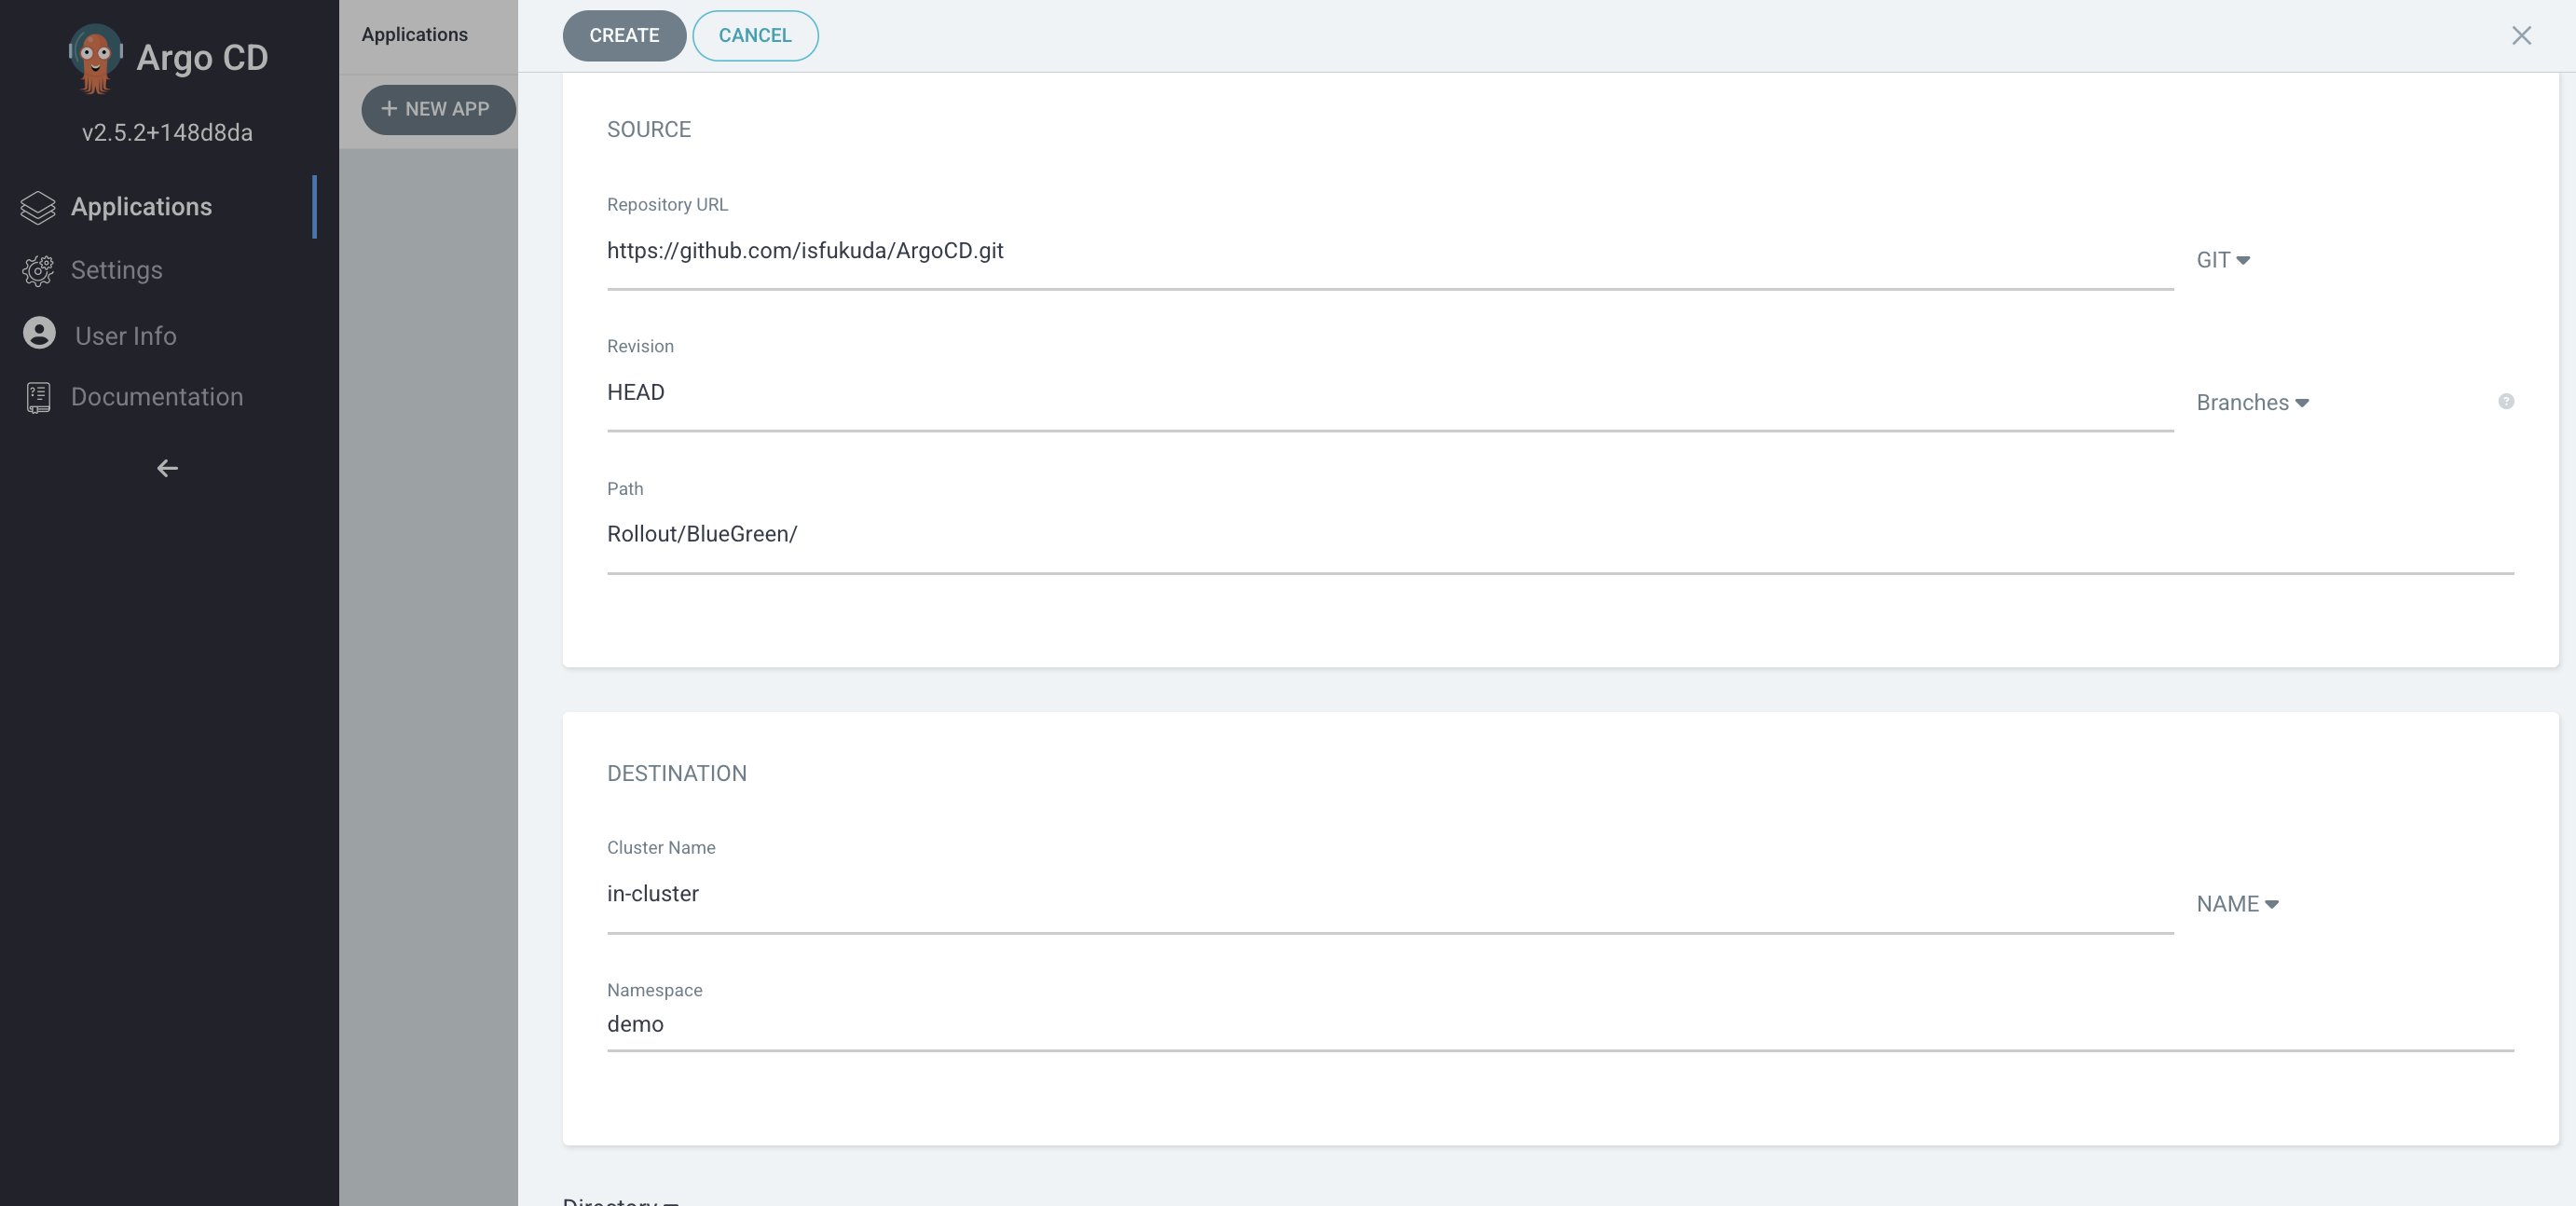 Argo CD
v2.5.2+148d8da
Applications
Settings
User Info
Documentation
Applications
+ NEW APP
CREATE
CANCEL
SOURCE
Repository URL
https://github.com/isfukuda/ArgoCD.git
GIT
Revision
HEAD
Branches
?
Path
Rollout/BlueGreen/
DESTINATION
Cluster Name
in-cluster
NAME
Namespace
demo
Directory